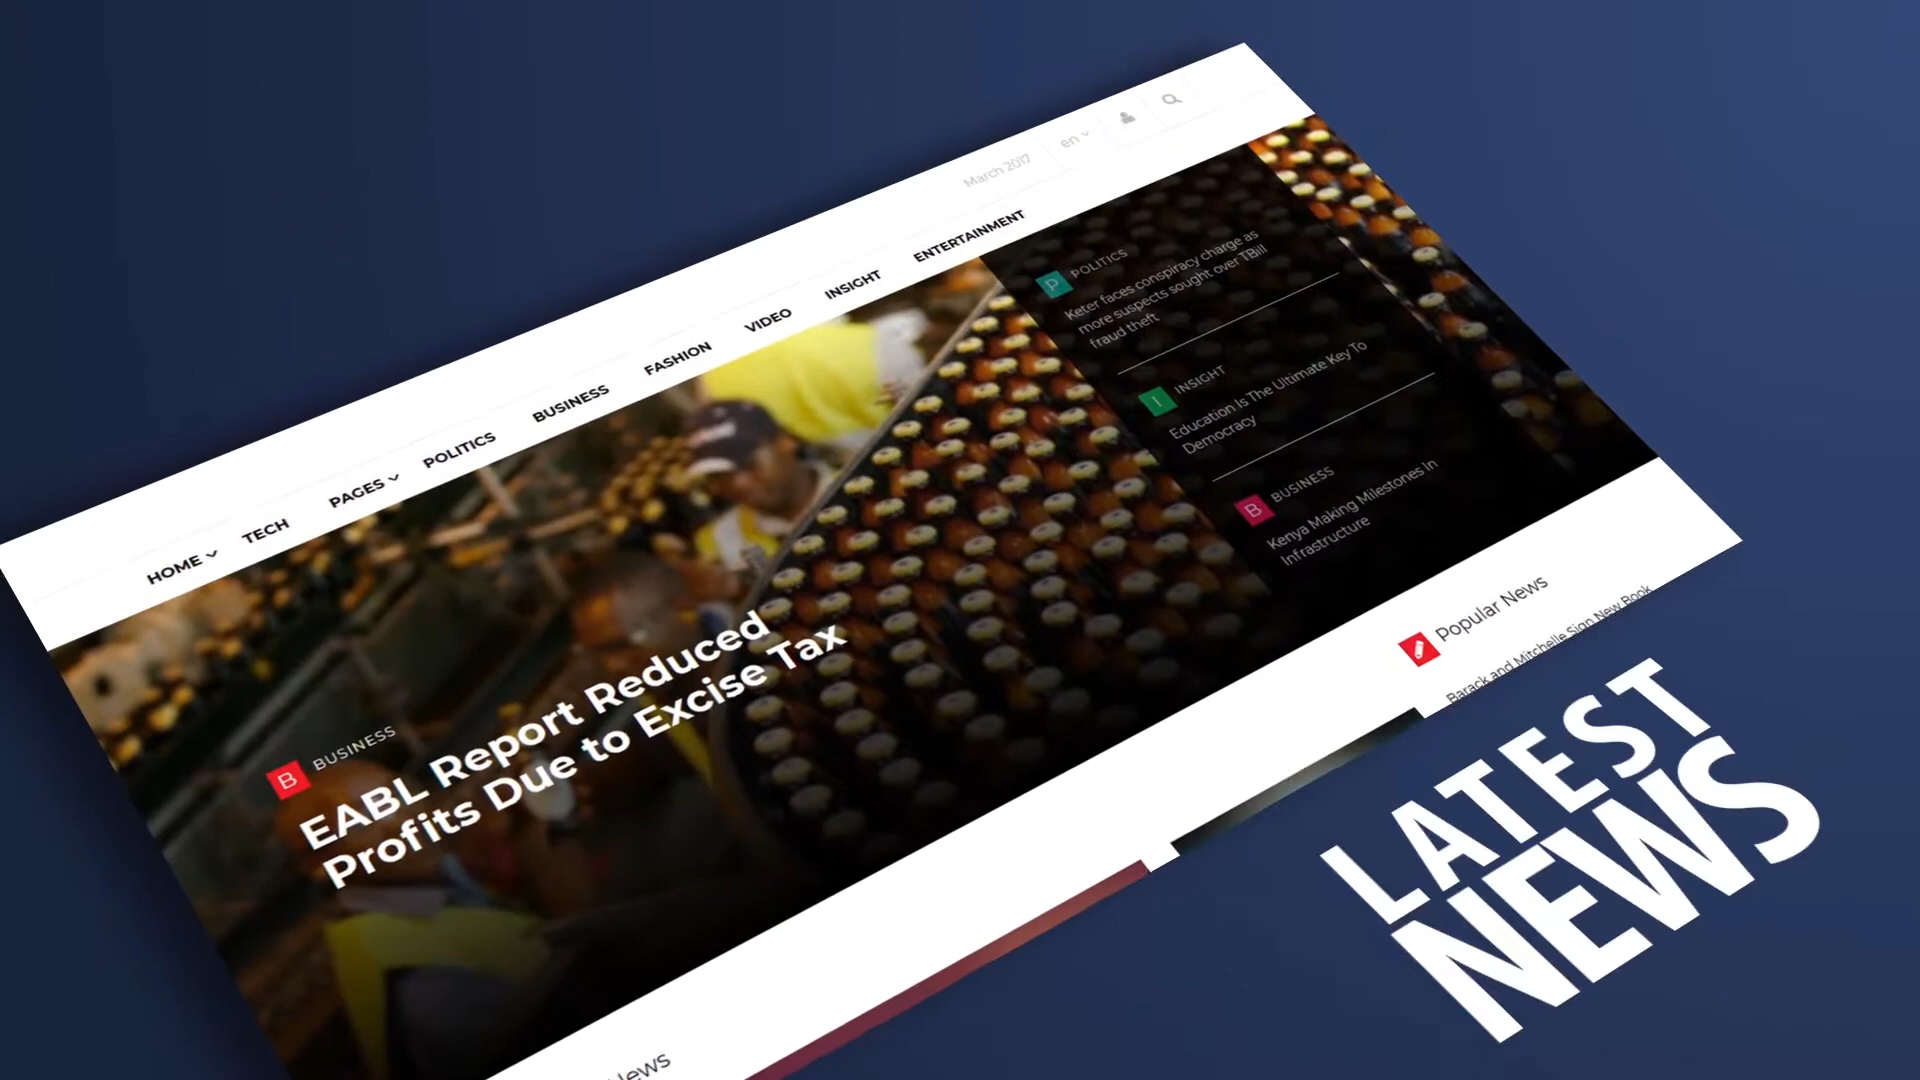 March 2017
en
HOME
TECH
PAGES
POLITICS
BUSINESS
FASHION
VIDEO
INSIGHT
ENTERTAINMENT
B BUSINESS
EABL Report Reduced
Profits Due to Excise Tax
P POLITICS
Keter faces conspiracy charge as
more suspects sought over TBill
fraud theft
I INSIGHT
Education Is The Ultimate Key To
Democracy
B BUSINESS
Kenya Making Milestones In
Infrastructure
Popular News
Barack and Mitchelle Sign New Book
News
LATEST
NEWS